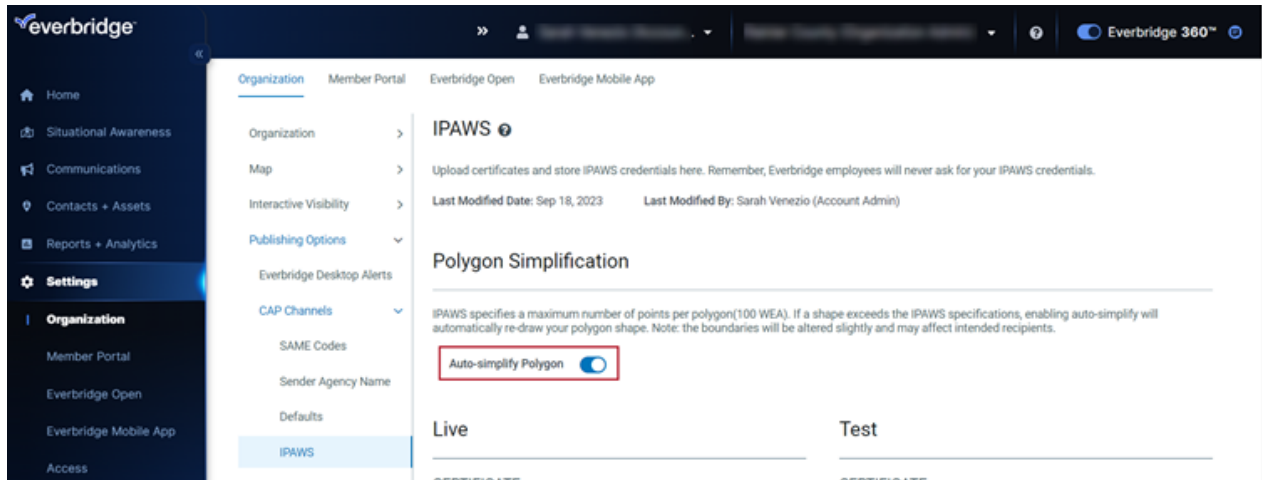 everbridge
Everbridge 360™
Home
Situational Awareness
Communications
Contacts + Assets
Reports + Analytics
Settings
Organization
Member Portal
Everbridge Open
Everbridge Mobile App
Access
Organization Member Portal Everbridge Open Everbridge Mobile App
Organization
Map
Interactive Visibility
Publishing Options
Everbridge Desktop Alerts
CAP Channels
SAME Codes
Sender Agency Name
Defaults
IPAWS
IPAWS
Upload certificates and store IPAWS credentials here. Remember, Everbridge employees will never ask for your IPAWS credentials.
Last Modified Date: Sep 18, 2023 Last Modified By: Sarah Venezio (Account Admin)
Polygon Simplification
IPAWS specifies a maximum number of points per polygon(100 WEA). If a shape exceeds the IPAWS specifications, enabling auto-simplify will
automatically re-draw your polygon shape. Note: the boundaries will be altered slightly and may affect intended recipients.
Auto-simplify Polygon
Live Test
CERTIFICATE CERTIFICATE